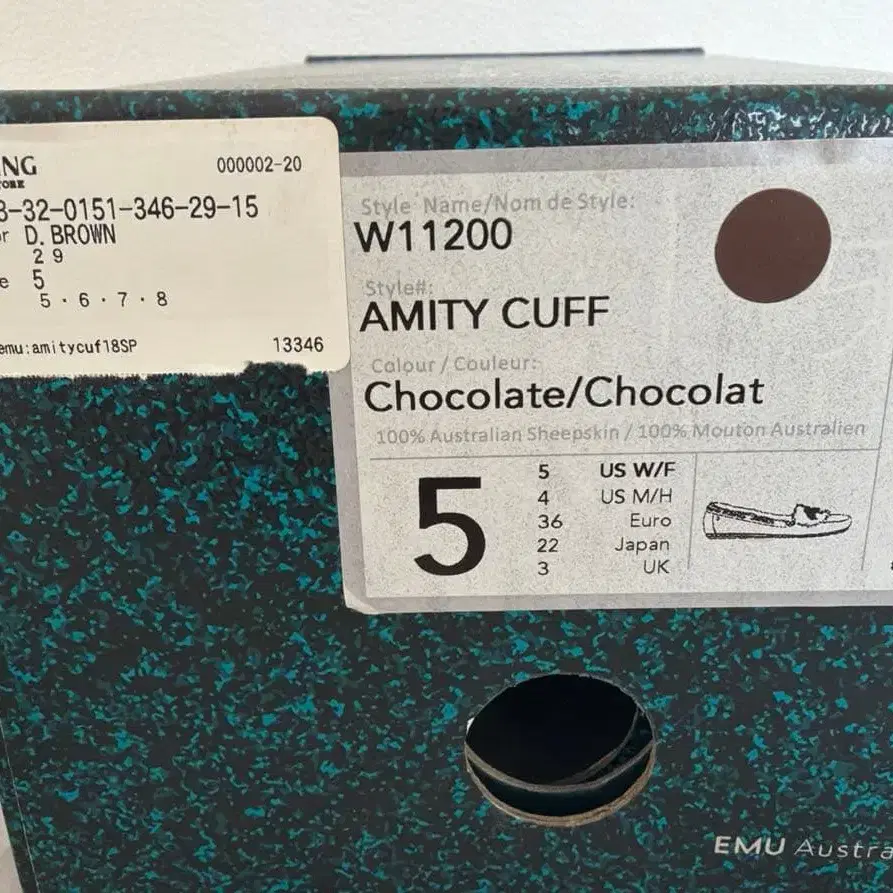 000002-20
3-32-0151-346-29-15
D. BROWN
29
5
5・6・7・8
emu:amitycuf18SP
13346
Style Name/Nom de Style:
W11200
Style#:
AMITY CUFF
Colour / Couleur:
Chocolate/Chocolat
100% Australian Sheepskin / 100% Mouton Australien
5
5 US W/F
4 US M/H
36 Euro
22 Japan
3 UK
EMU Austra